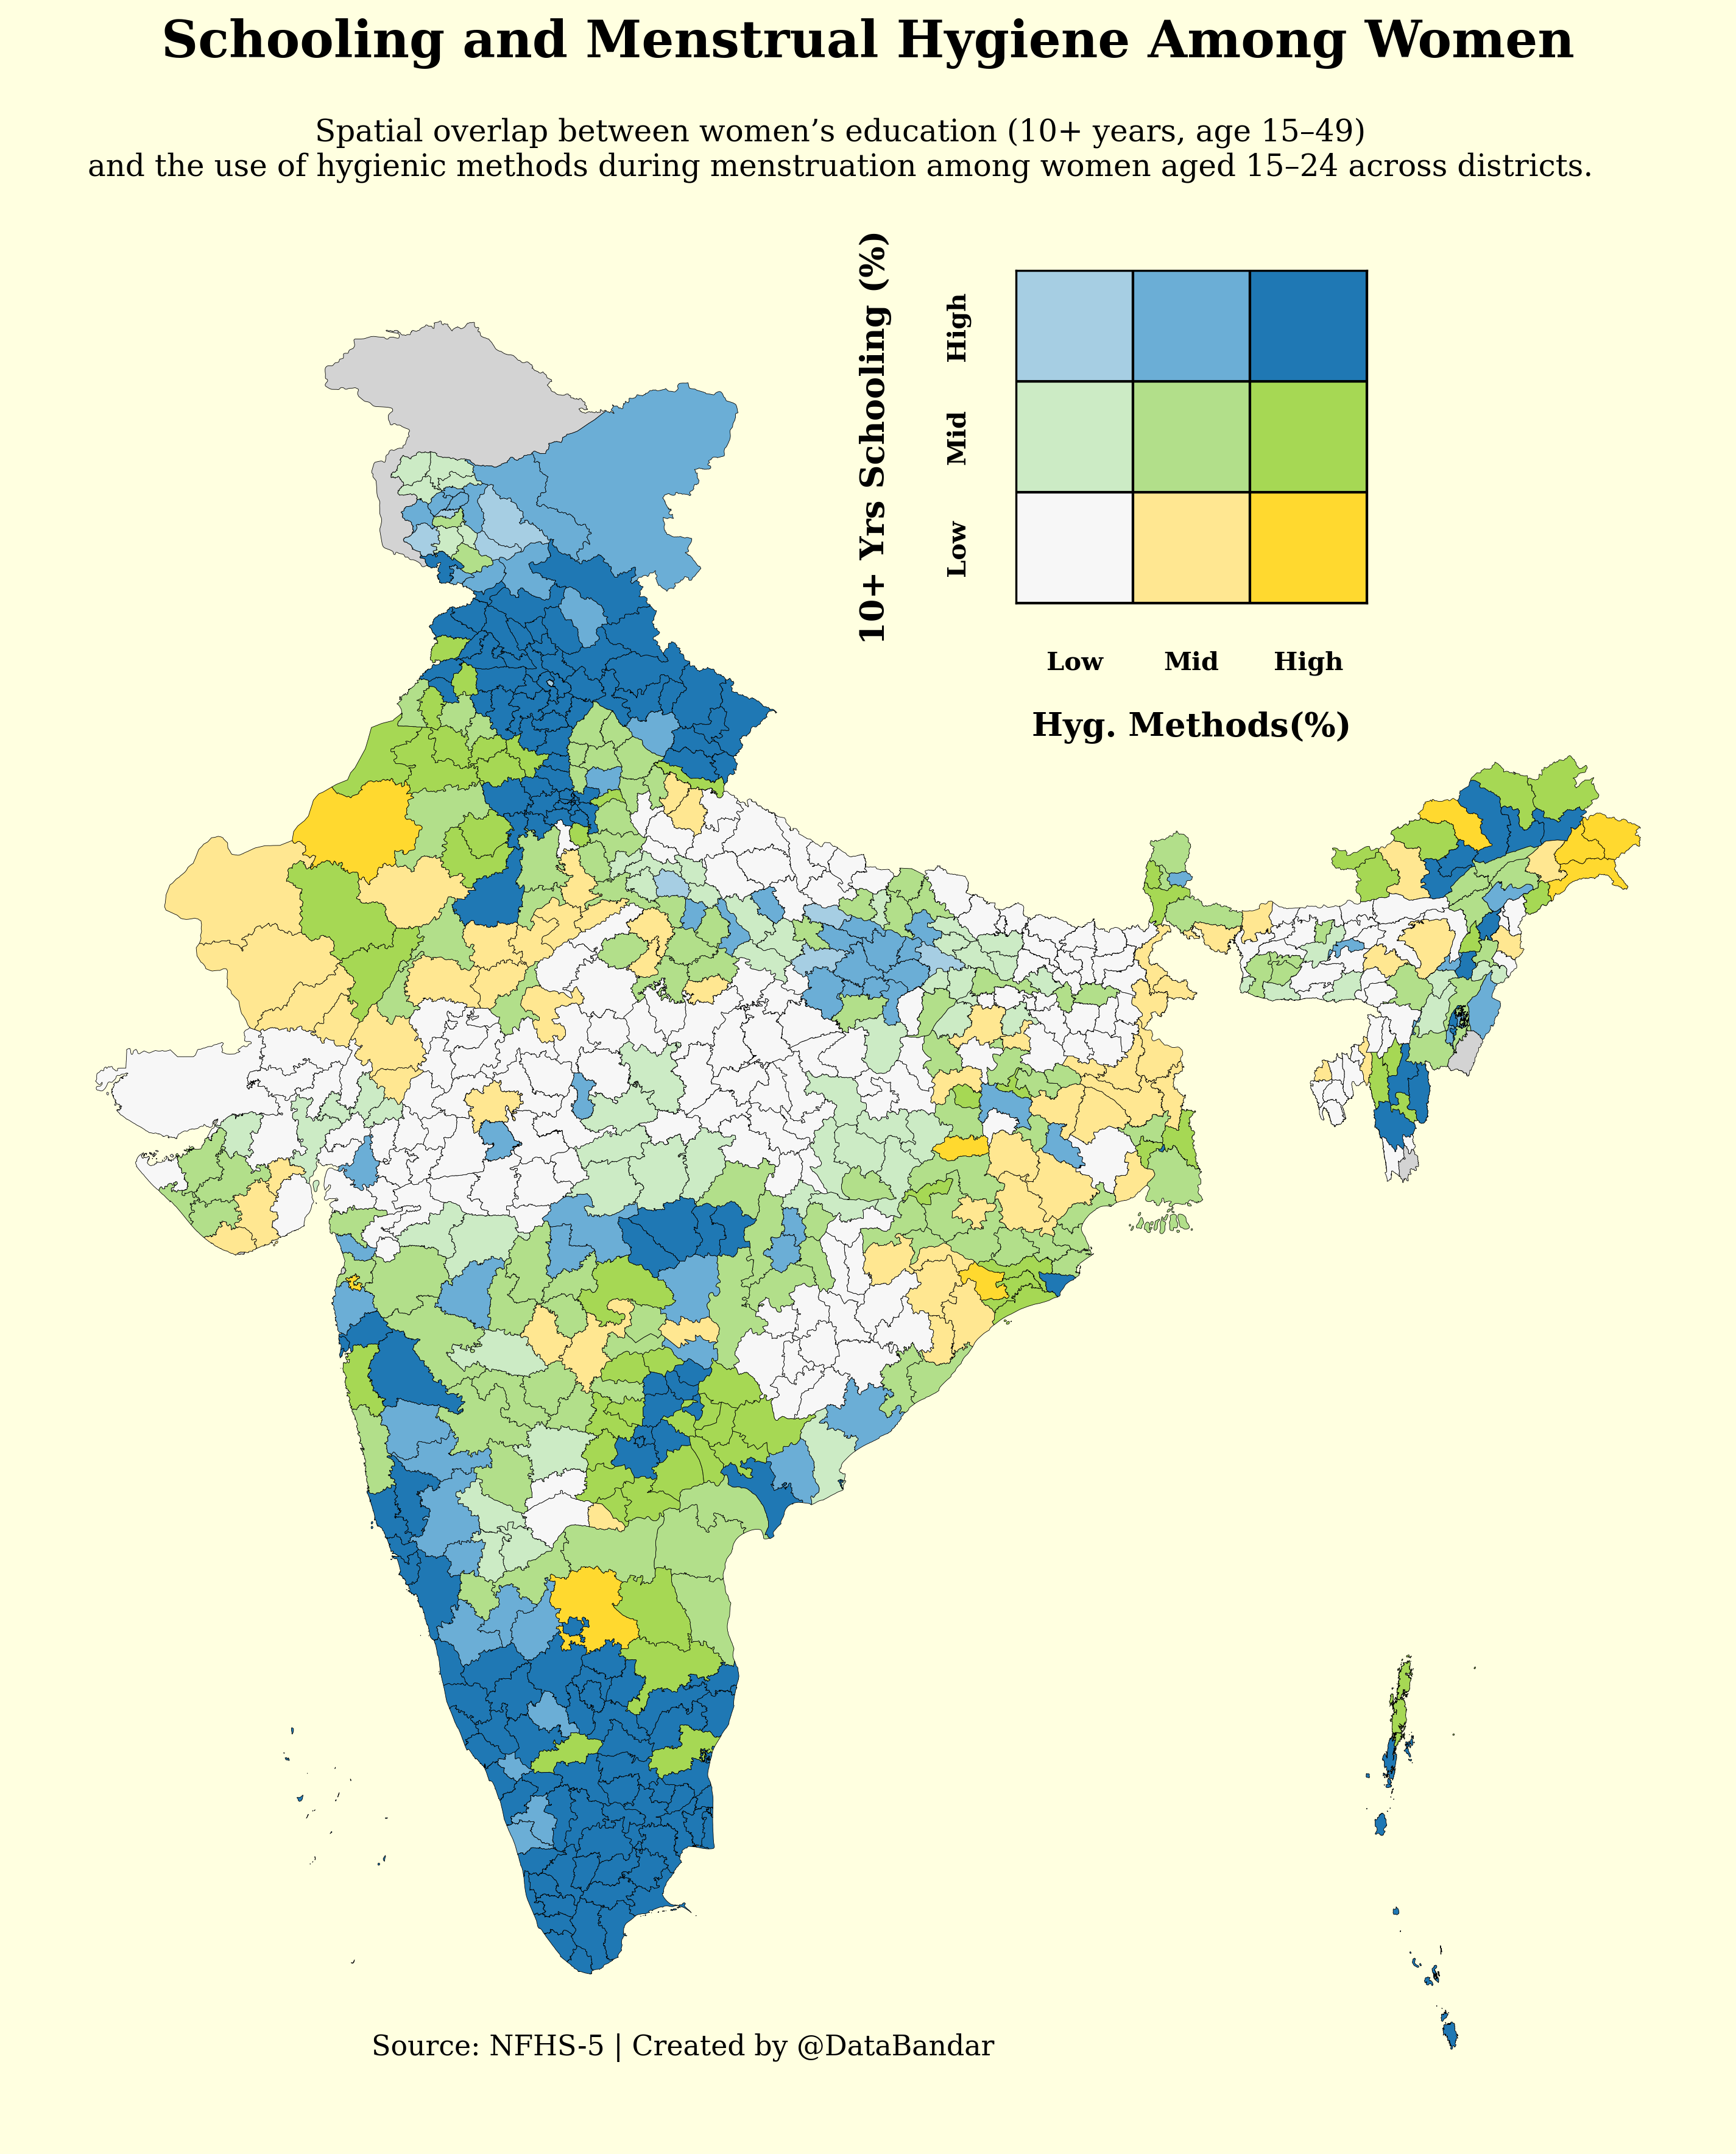 Schooling and Menstrual Hygiene Among Women
Spatial overlap between women’s education (10+ years, age 15–49)
and the use of hygienic methods during menstruation among women aged 15–24 across districts.
10+ Yrs Schooling (%)
High
Mid
Low
Low Mid High
Hyg. Methods(%)
Source: NFHS-5 | Created by @DataBandar